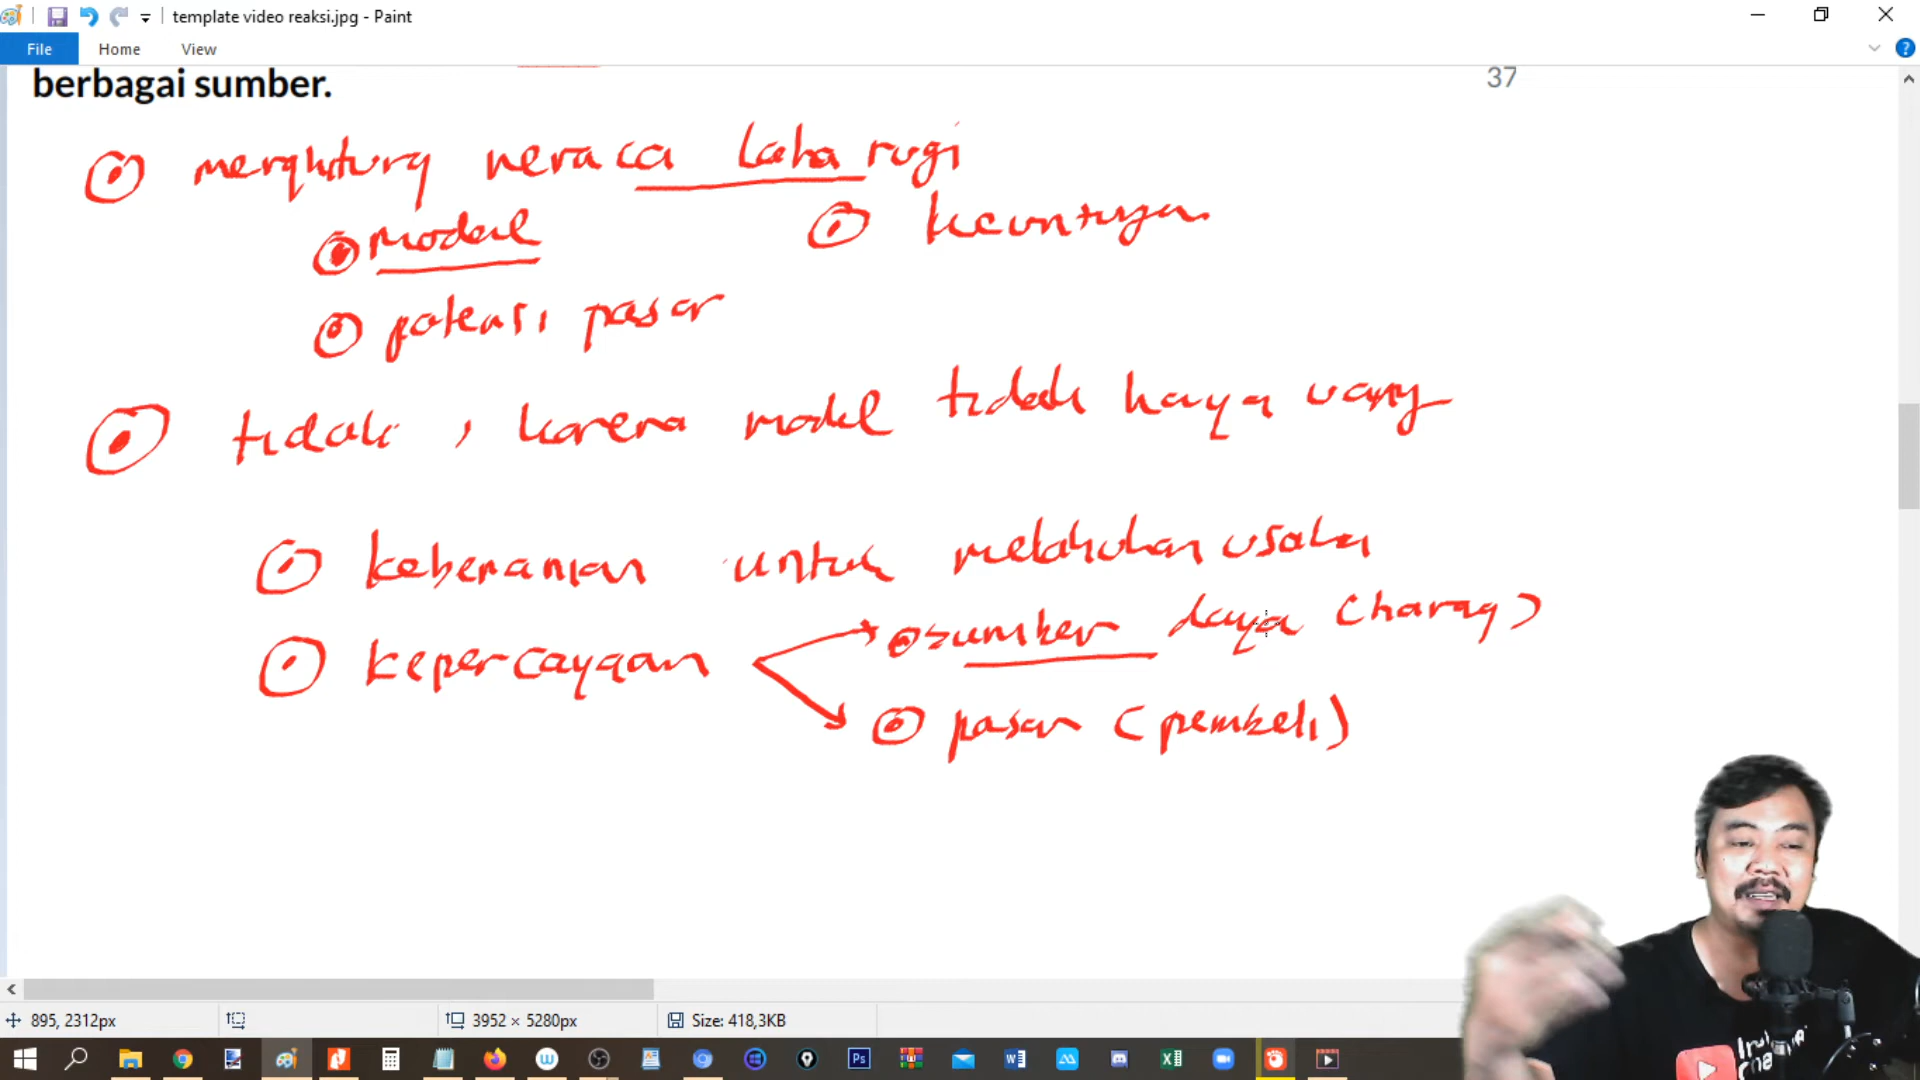 template video reaksi.jpg - Paint
File Home View
berbagai sumber.
37
menghitung neraca laba rugi
modal
keuntungan
potensi pasar
tidak, karena modal tidak hanya uang
keberanian untuk melakukan usaha
kepercayaan
sumber daya (barang)
pasar (pembeli)
895, 2312px
3952 × 5280px
Size: 418,3KB